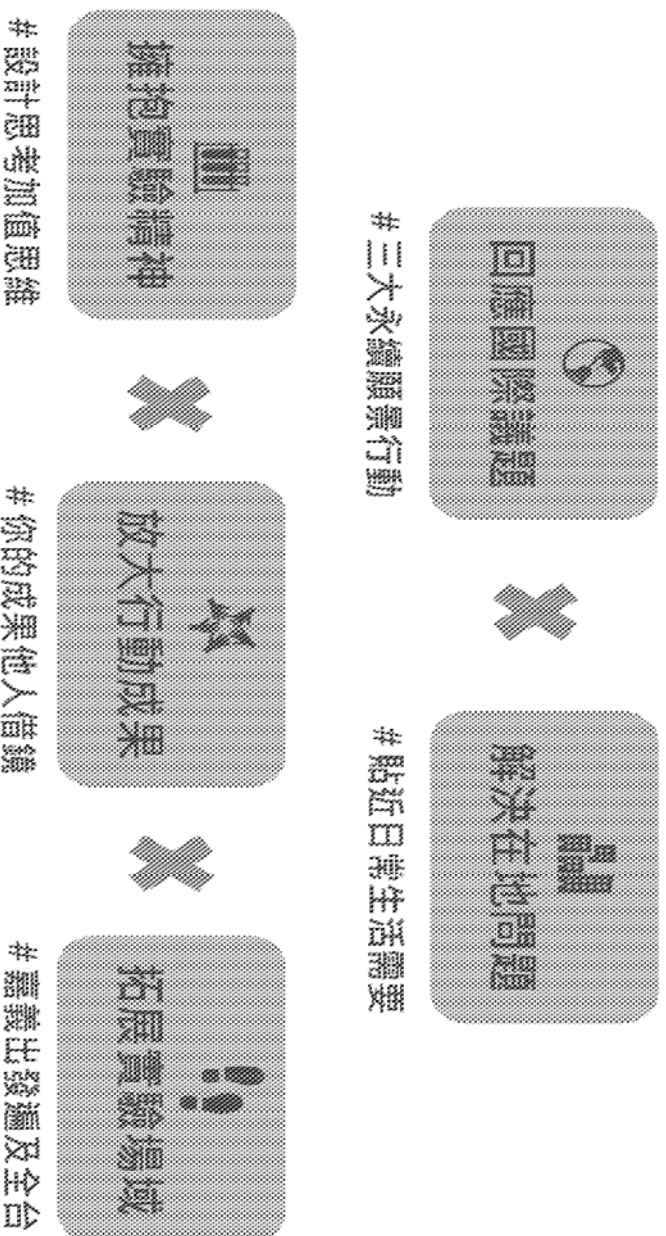 回應國際議題
#三大永續願景行動
解決在地問題
#貼近日常生活需要
擁抱實驗精神
#設計思考加值思維
放大行動成果
#你的成果他人借鏡
拓展實驗場域
#嘉義出發遍及全台